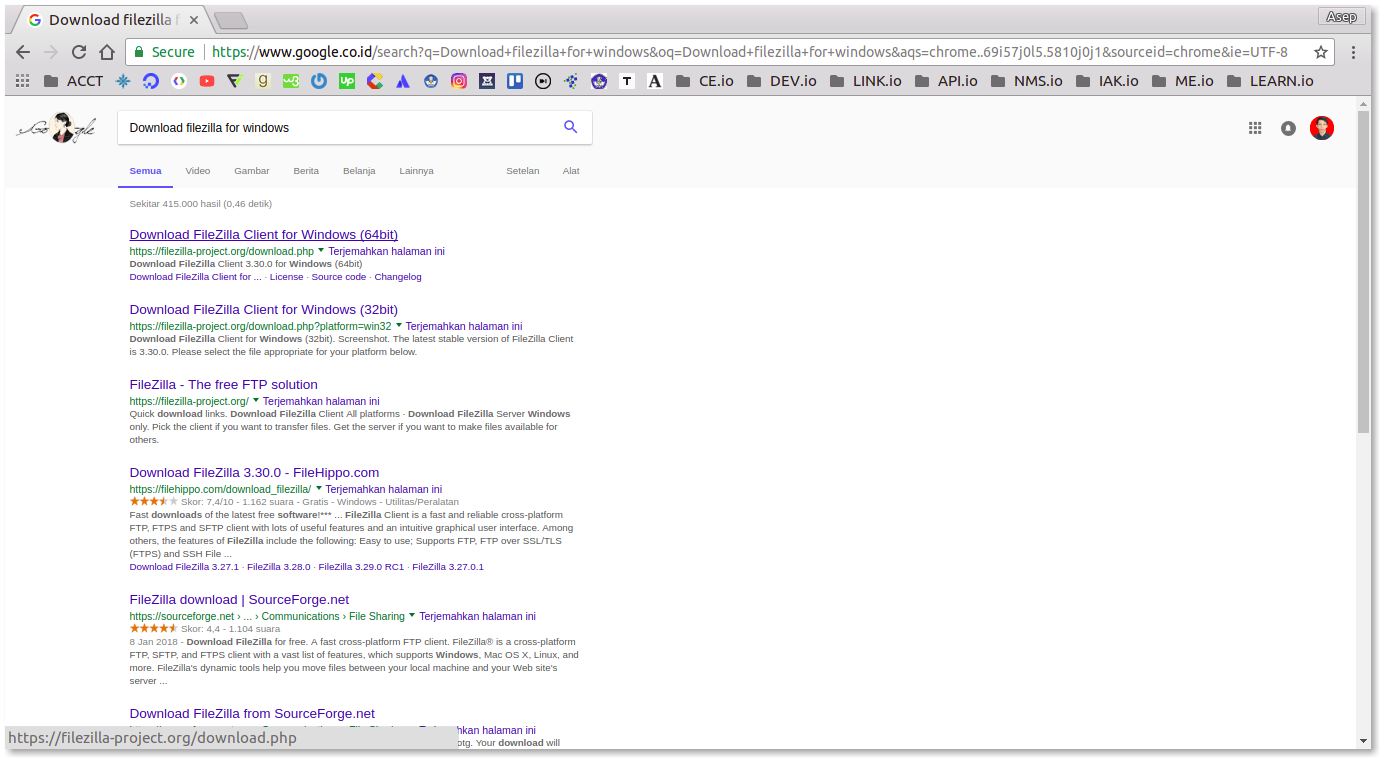 Download filezilla f
Asep
Secure https://www.google.co.id/search?q=Download+filezilla+for+windows&oq=Download+filezilla+for+windows&aqs=chrome..69i57j0l5.5810j0j1&sourceid=chrome&ie=UTF-8
ACCT CE.io DEV.io LINK.io API.io NMS.io IAK.io ME.io LEARN.io
Download filezilla for windows
Semua Video Gambar Berita Belanja Lainnya Setelan Alat
Sekitar 415.000 hasil (0,46 detik)
Download FileZilla Client for Windows (64bit)
https://filezilla-project.org/download.php Terjemahkan halaman ini
Download FileZilla Client 3.30.0 for Windows (64bit)
Download FileZilla Client for ... · License · Source code · Changelog
Download FileZilla Client for Windows (32bit)
https://filezilla-project.org/download.php?platform=win32 Terjemahkan halaman ini
Download FileZilla Client for Windows (32bit). Screenshot. The latest stable version of FileZilla Client
is 3.30.0. Please select the file appropriate for your platform below.
FileZilla - The free FTP solution
https://filezilla-project.org/ Terjemahkan halaman ini
Quick download links. Download FileZilla Client All platforms · Download FileZilla Server Windows
only. Pick the client if you want to transfer files. Get the server if you want to make files available for
others.
Download FileZilla 3.30.0 - FileHippo.com
https://filehippo.com/download_filezilla/ Terjemahkan halaman ini
Skor: 7,4/10 - 1.162 suara - Gratis - Windows - Utilitas/Peralatan
Fast downloads of the latest free software!*** ... FileZilla Client is a fast and reliable cross-platform
FTP, FTPS and SFTP client with lots of useful features and an intuitive graphical user interface. Among
others, the features of FileZilla include the following: Easy to use; Supports FTP, FTP over SSL/TLS
(FTPS) and SSH File ...
Download FileZilla 3.27.1 · FileZilla 3.28.0 · FileZilla 3.29.0 RC1 · FileZilla 3.27.0.1
FileZilla download | SourceForge.net
https://sourceforge.net › ... › Communications › File Sharing Terjemahkan halaman ini
Skor: 4,4 - 1.104 suara
8 Jan 2018 - Download FileZilla for free. A fast cross-platform FTP client. FileZilla® is a cross-platform
FTP, SFTP, and FTPS client with a vast list of features, which supports Windows, Mac OS X, Linux, and
more. FileZilla's dynamic tools help you move files between your local machine and your Web site's
server ...
Download FileZilla from SourceForge.net
hkan halaman ini
otg. Your download will
https://filezilla-project.org/download.php